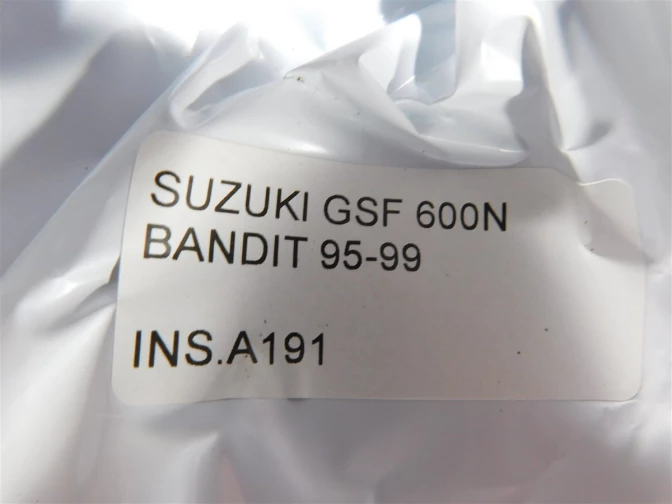 SUZUKI GSF 600N
BANDIT 95-99
INS.A191